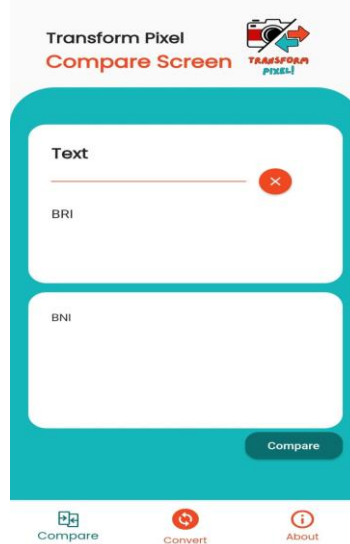 Transform Pixel
Compare Screen
TRANSFORM
PIXEL!
Text
BRI
BNI
Compare
Compare
Convert
About